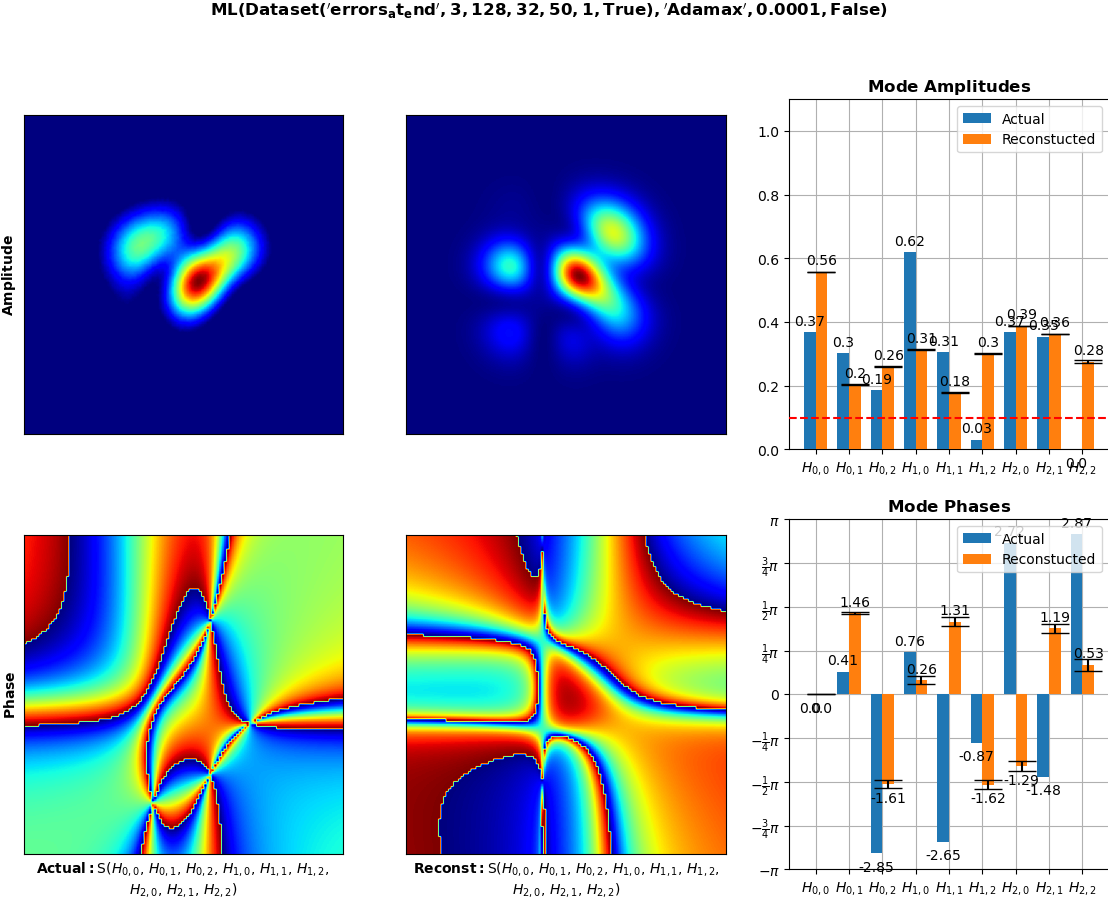 ML(Dataset('errors_at_end', 3, 128, 32, 50, 1, True), 'Adamax', 0.0001, False)
Amplitude
Mode Amplitudes
Actual
Reconstucted
1.0
0.8
0.6
0.4
0.2
0.0
0.37
0.56
0.3
0.2
0.19
0.26
0.62
0.31
0.31
0.18
0.03
0.3
0.37
0.39
0.35
0.36
0.0
0.28
H0,0 H0,1 H0,2 H1,0 H1,1 H1,2 H2,0 H2,1 H2,2
Phase
Mode Phases
Actual
Reconstucted
π
3/4π
1/2π
1/4π
0
−1/4π
−1/2π
−3/4π
−π
0.0
0.0
0.41
1.46
-2.85
-1.61
0.76
0.26
-2.65
1.31
-0.87
-1.62
-1.29
-1.48
1.19
2.87
0.53
H0,0 H0,1 H0,2 H1,0 H1,1 H1,2 H2,0 H2,1 H2,2
Actual: S(H0,0, H0,1, H0,2, H1,0, H1,1, H1,2,
H2,0, H2,1, H2,2)
Reconst: S(H0,0, H0,1, H0,2, H1,0, H1,1, H1,2,
H2,0, H2,1, H2,2)